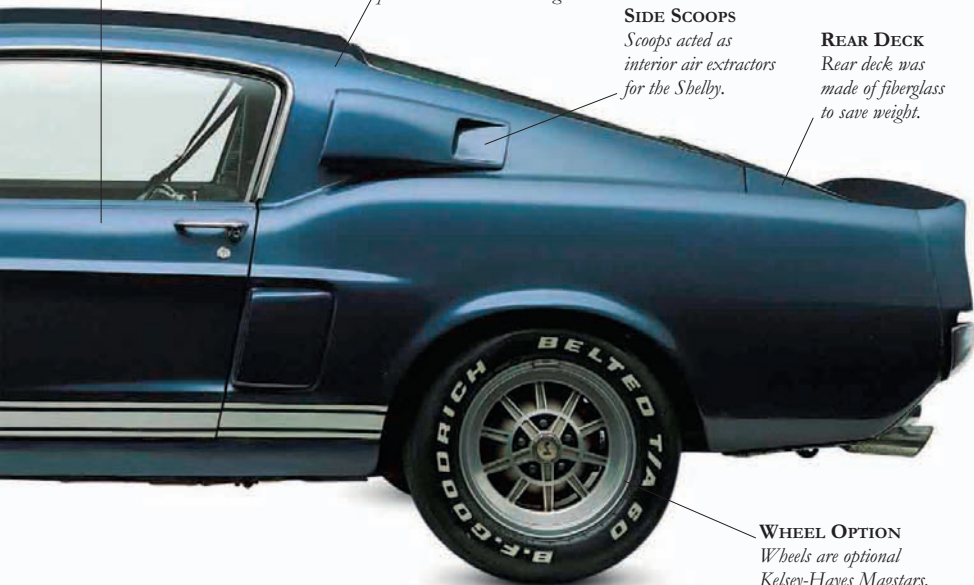 SIDE SCOOPS
Scoops acted as
interior air extractors
for the Shelby.
REAR DECK
Rear deck was
made of fiberglass
to save weight.
B.F.GOODRICH BELTED T/A 60
WHEEL OPTION
Wheels are optional
Kelsey-Hayes Magstars.